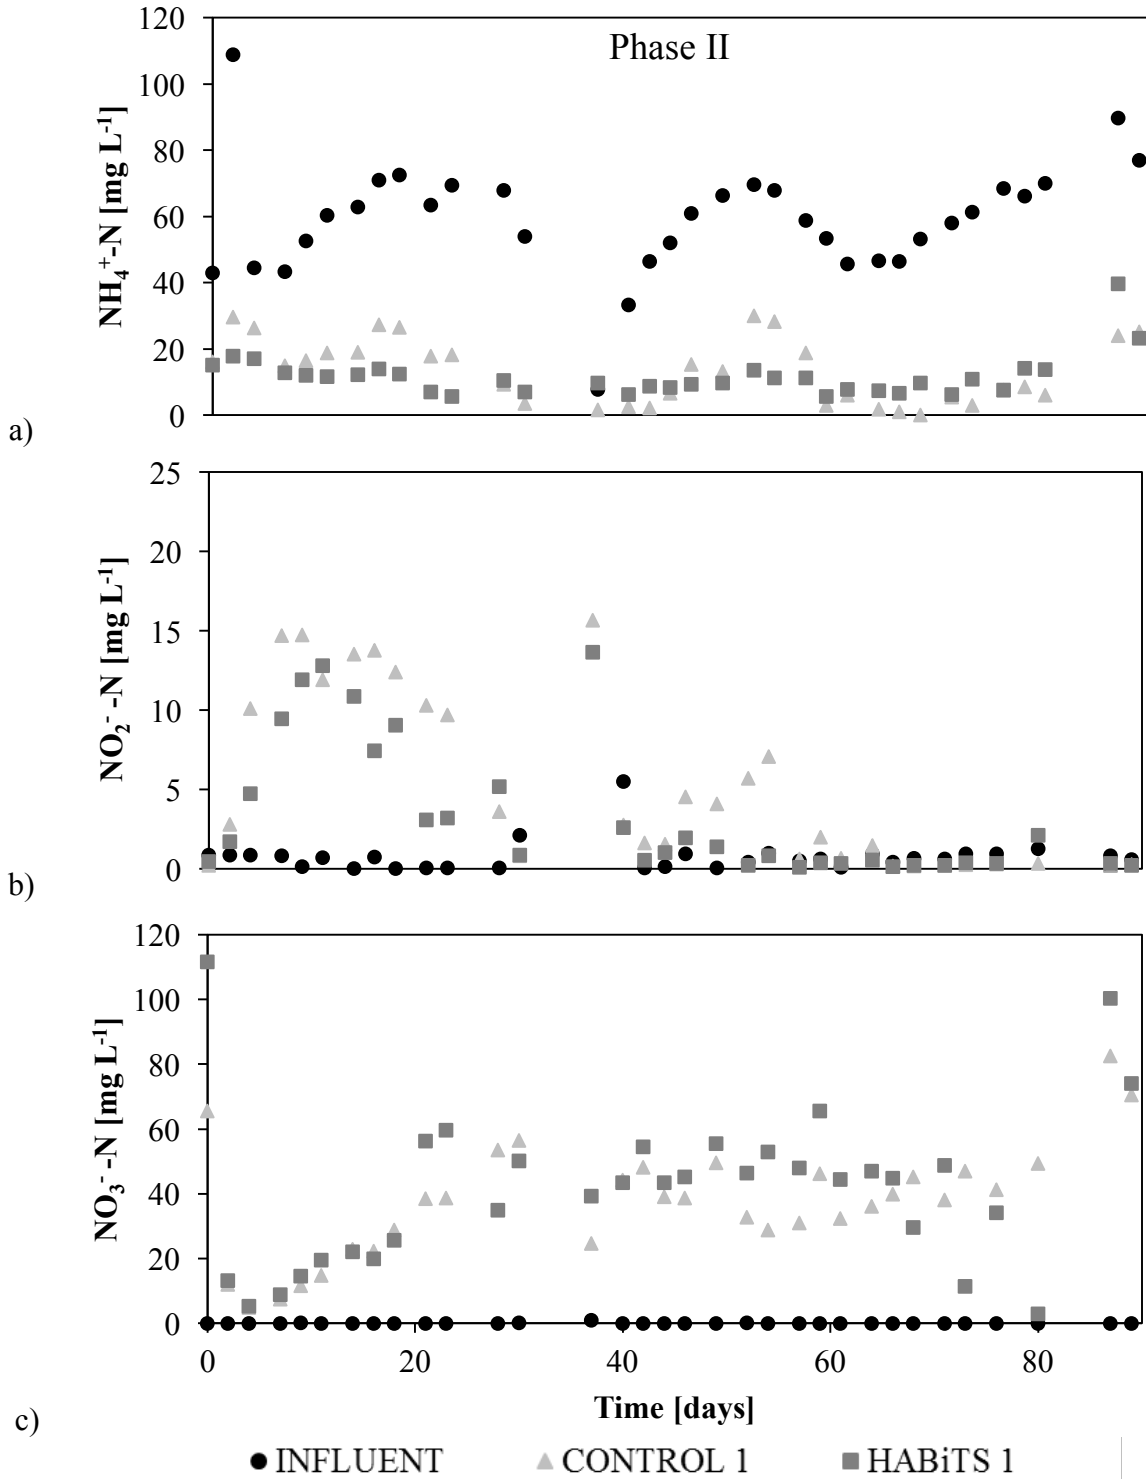 Phase II
NH₄⁺-N [mg L⁻¹]
120
100
80
60
40
20
0
a)
NO₂⁻ -N [mg L⁻¹]
25
20
15
10
5
0
b)
NO₃⁻ -N [mg L⁻¹]
120
100
80
60
40
20
0
0 20 40 60 80
Time [days]
c)
INFLUENT CONTROL 1 HABiTS 1